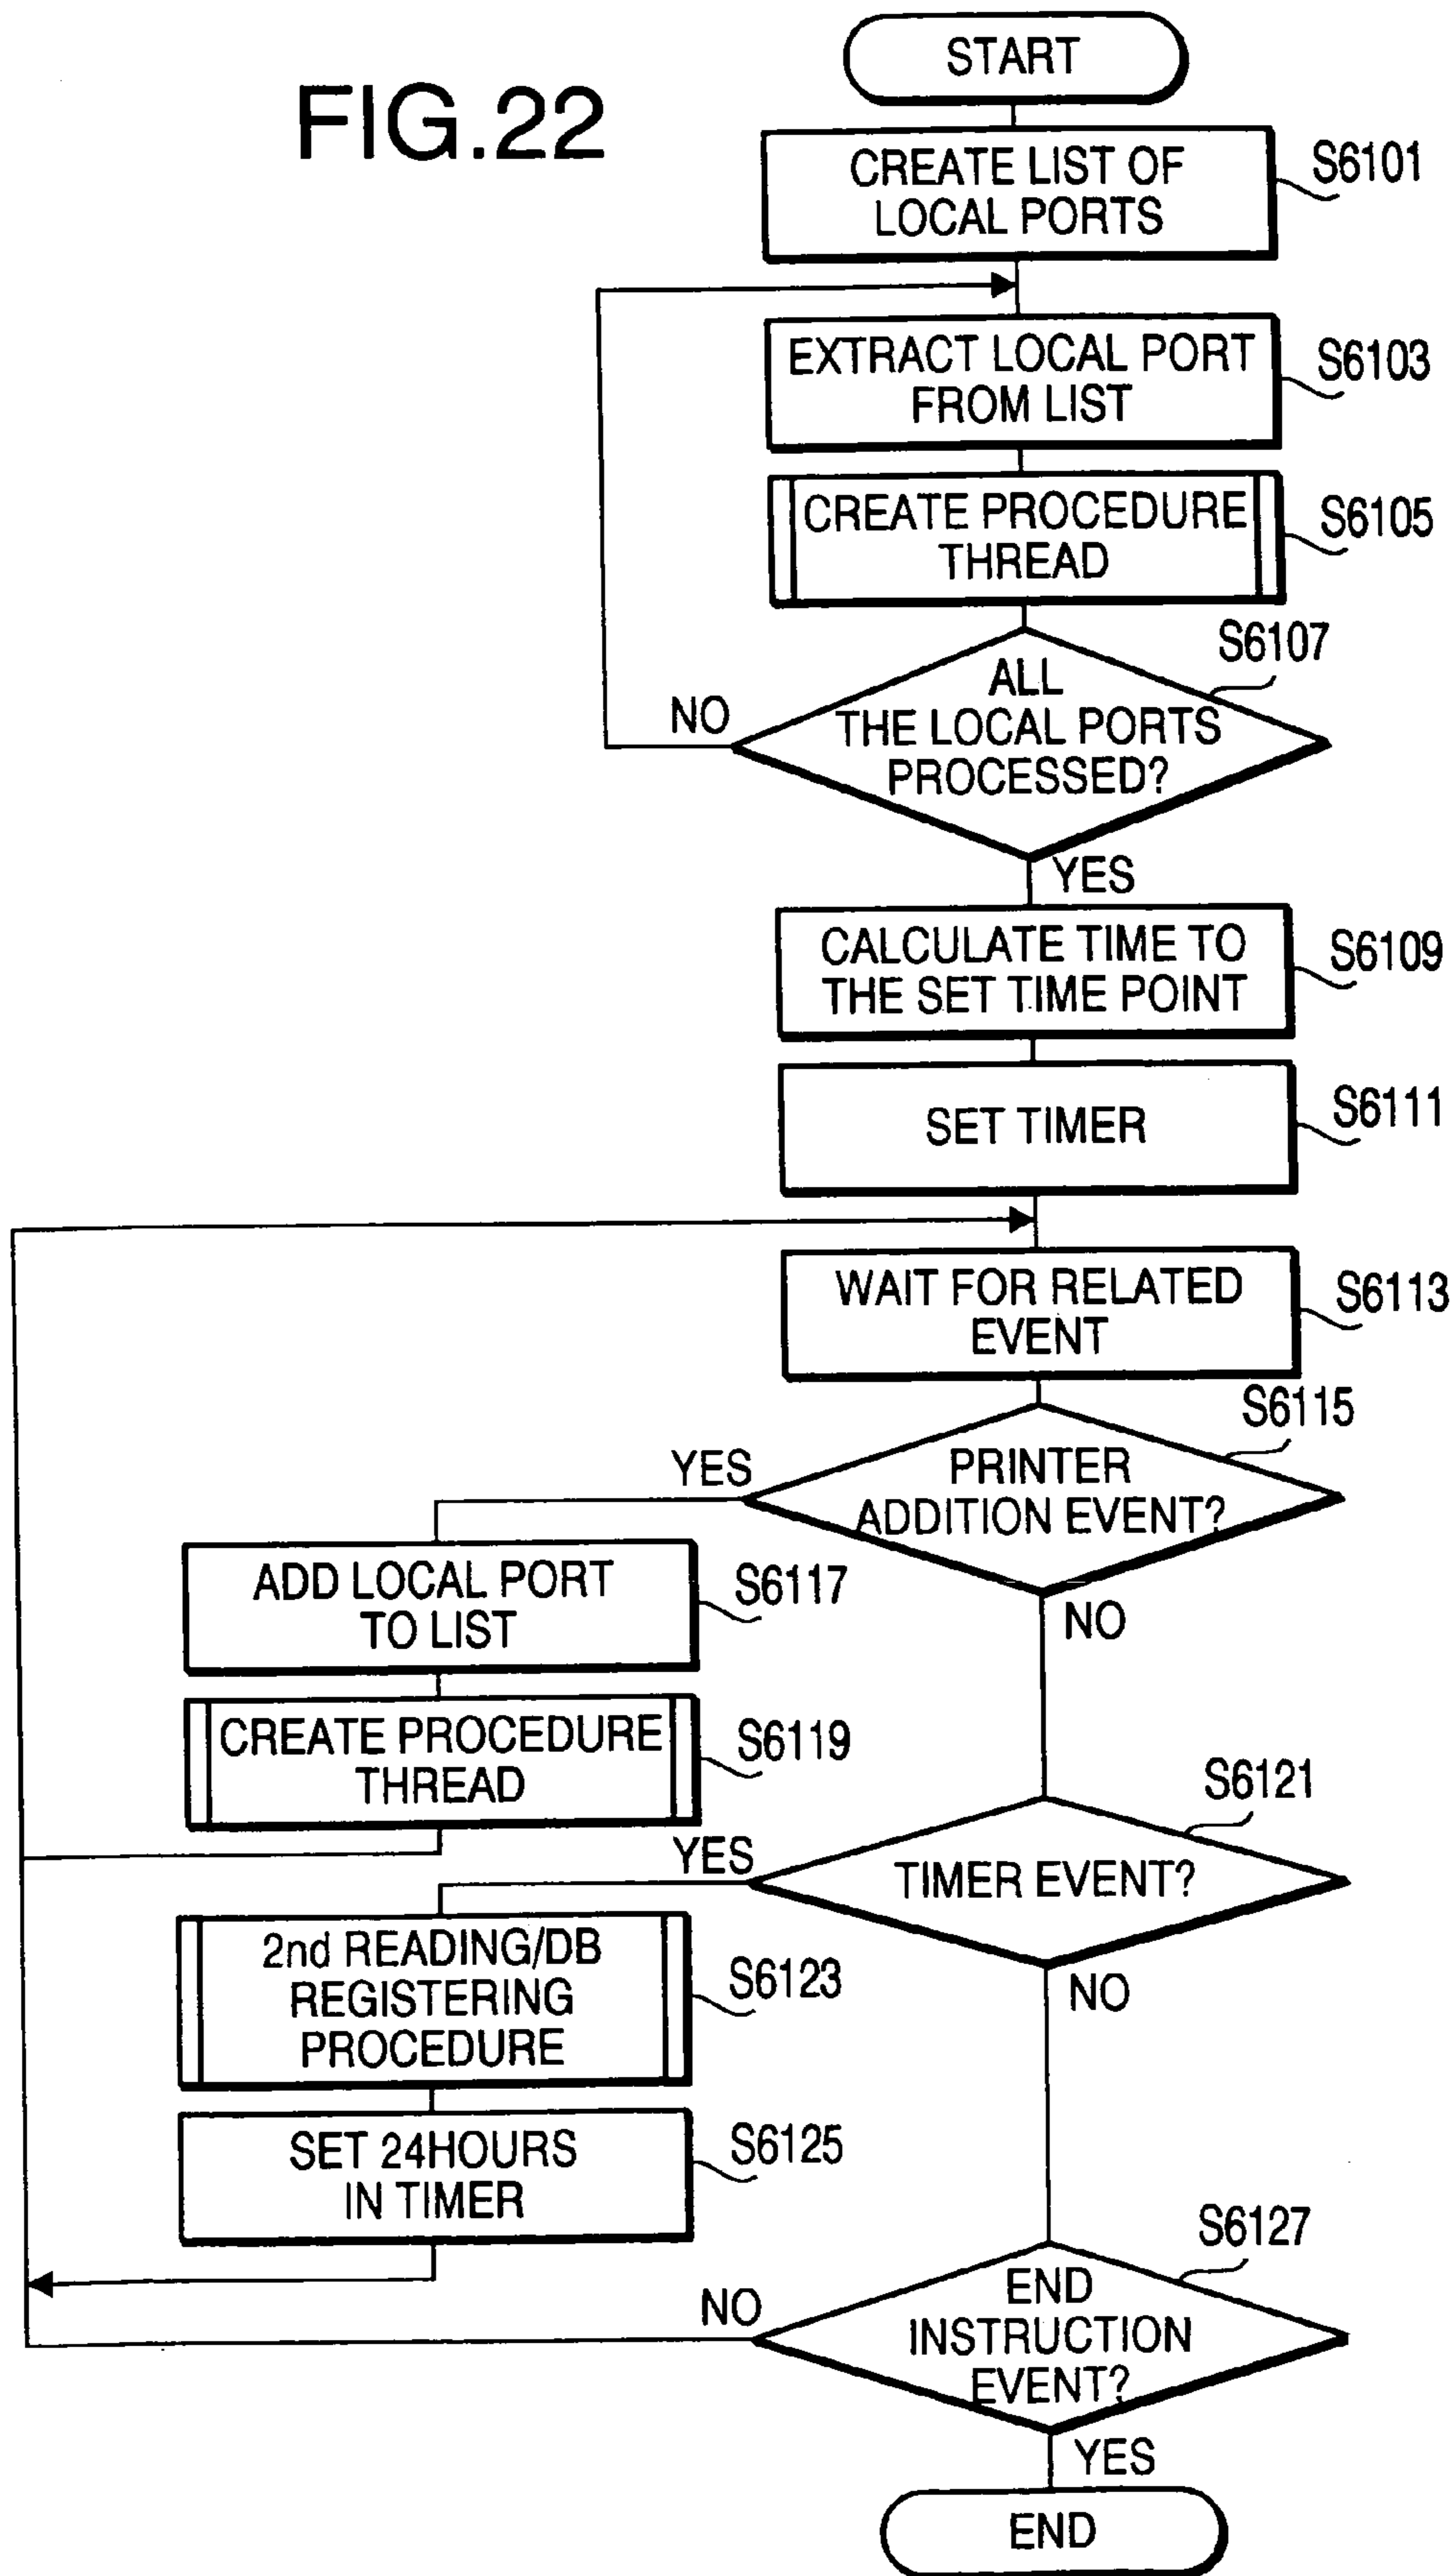 FIG.22
START
CREATE LIST OF
LOCAL PORTS
S6101
EXTRACT LOCAL PORT
FROM LIST
S6103
CREATE PROCEDURE
THREAD
S6105
S6107
ALL
THE LOCAL PORTS
PROCESSED?
NO
YES
CALCULATE TIME TO
THE SET TIME POINT
S6109
SET TIMER
S6111
WAIT FOR RELATED
EVENT
S6113
S6115
PRINTER
ADDITION EVENT?
YES
NO
ADD LOCAL PORT
TO LIST
S6117
CREATE PROCEDURE
THREAD
S6119
S6121
TIMER EVENT?
YES
NO
2nd READING/DB
REGISTERING
PROCEDURE
S6123
SET 24HOURS
IN TIMER
S6125
S6127
END
INSTRUCTION
EVENT?
NO
YES
END